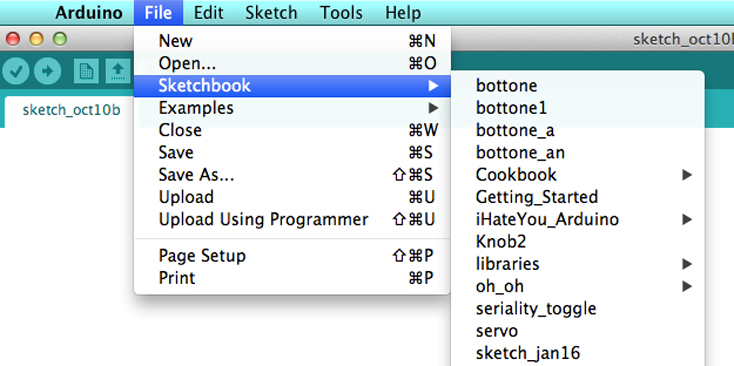 Arduino File Edit Sketch Tools Help
sketch_oct10b
New ⌘N
Open... ⌘O
Sketchbook
Examples
Close ⌘W
Save ⌘S
Save As... ⇧⌘S
Upload ⌘U
Upload Using Programmer ⇧⌘U
Page Setup ⇧⌘P
Print ⌘P
sketch_oct10b
bottone
bottone1
bottone_a
bottone_an
Cookbook
Getting_Started
iHateYou_Arduino
Knob2
libraries
oh_oh
seriality_toggle
servo
sketch_jan16